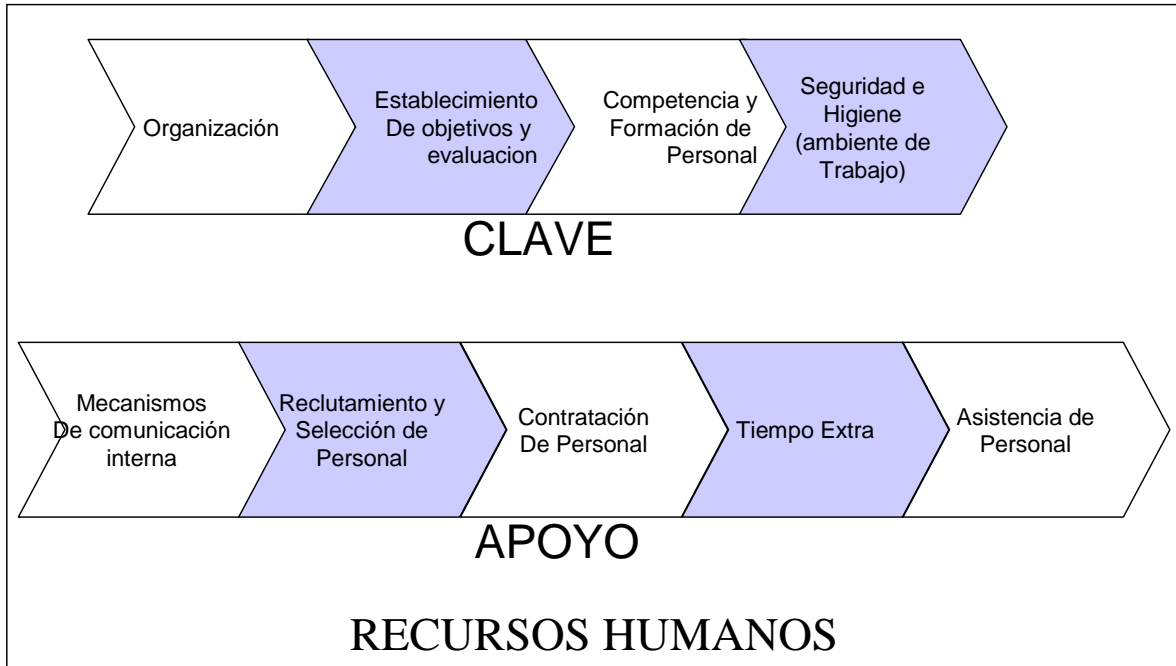 Organización
Establecimiento
De objetivos y
evaluacion
Competencia y
Formación de
Personal
Seguridad e
Higiene
(ambiente de
Trabajo)
CLAVE
Mecanismos
De comunicación
interna
Reclutamiento y
Selección de
Personal
Contratación
De Personal
Tiempo Extra
Asistencia de
Personal
APOYO
RECURSOS HUMANOS